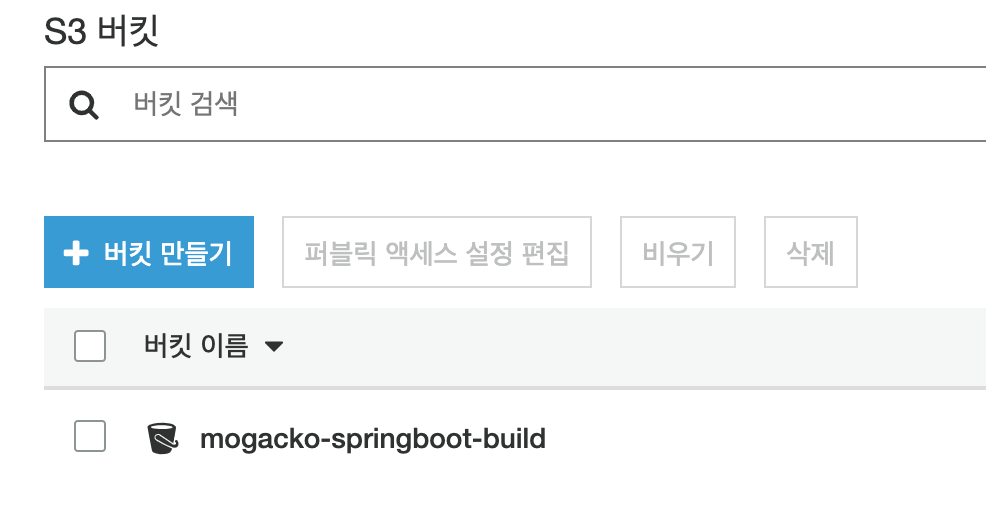 S3 버킷
버킷 검색
버킷 만들기 퍼블릭 액세스 설정 편집 비우기 삭제
버킷 이름
mogacko-springboot-build